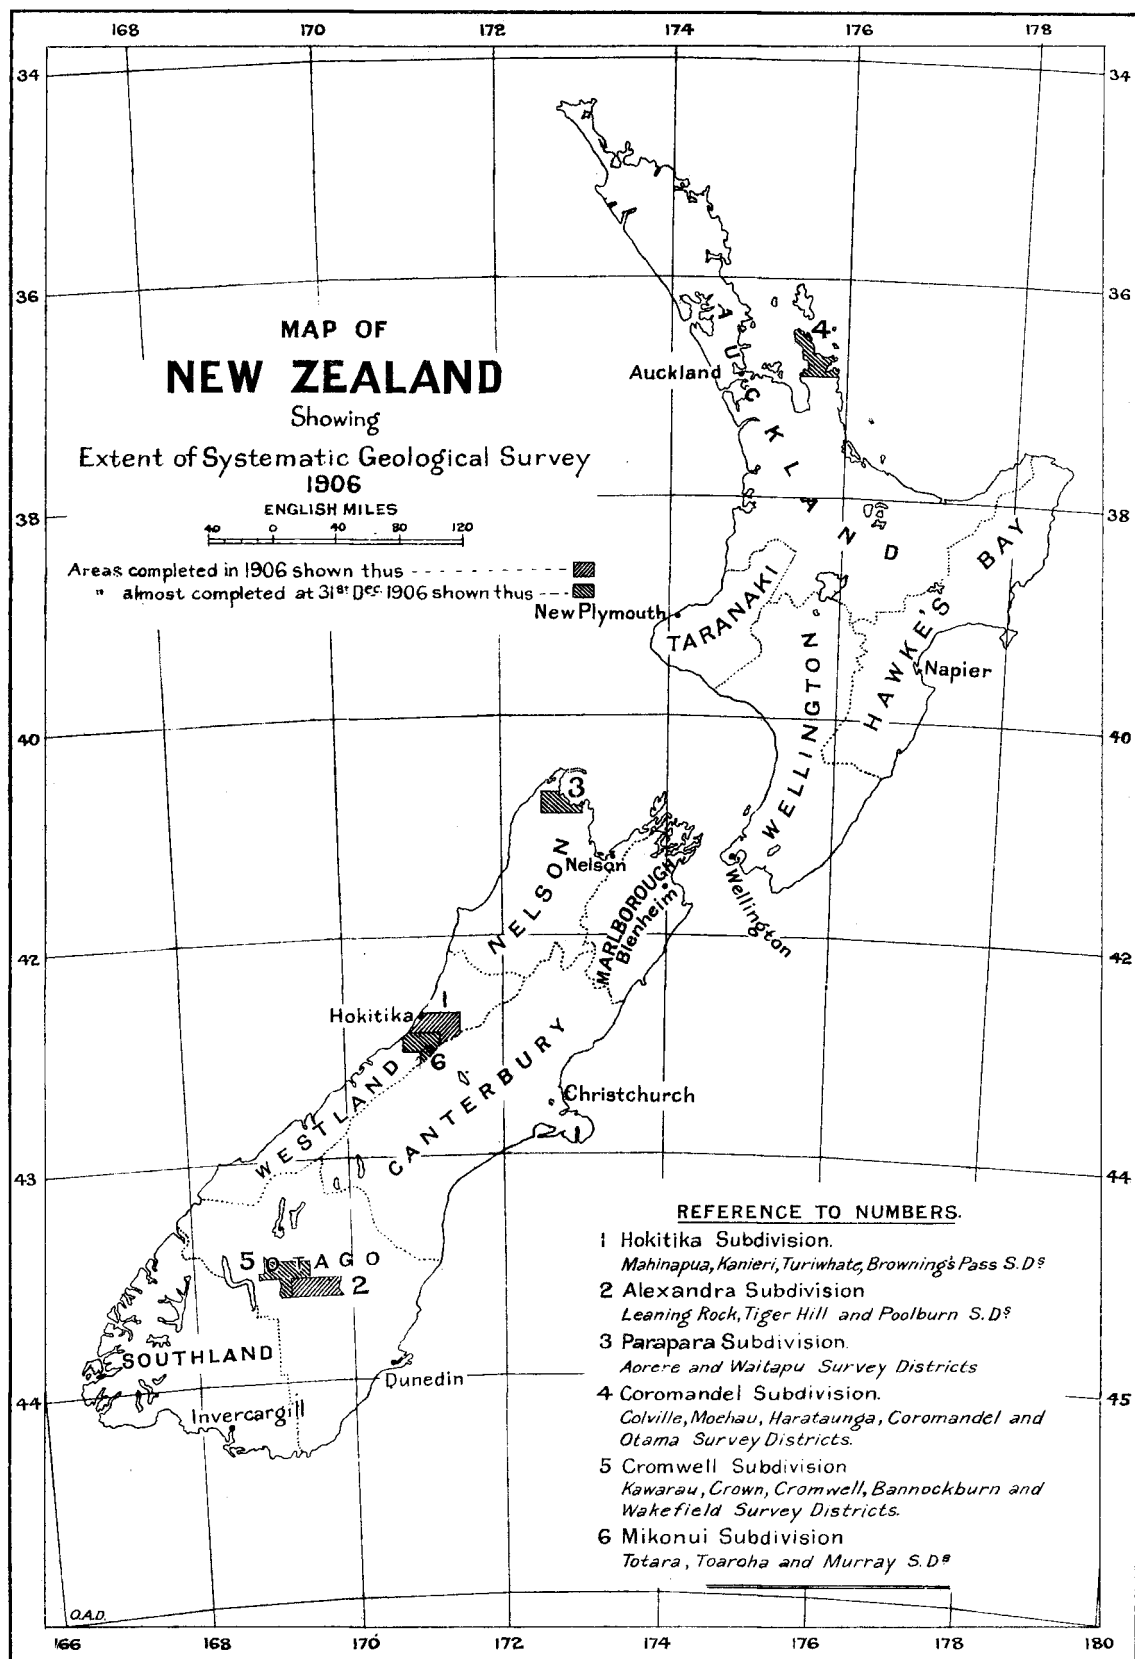 168 170 172 174 176 178
34 34
36 36
MAP OF
NEW ZEALAND
Showing
Extent of Systematic Geological Survey
1906
ENGLISH MILES
40 0 40 80 120
Areas completed in 1906 shown thus
" almost completed at 31st Dec. 1906 shown thus
4
AUCKLAND
Auckland
38 38
New Plymouth
TARANAKI
HAWKE'S BAY
Napier
WELLINGTON
Wellington
40 40
3
Nelson
NELSON
MARLBOROUGH
Blenheim
42 42
Hokitika
1
6
WESTLAND
CANTERBURY
Christchurch
43 44
5 OTAGO
2
SOUTHLAND
Dunedin
Invercargill
44 45
REFERENCE TO NUMBERS.
1 Hokitika Subdivision.
Mahinapua, Kanieri, Turiwhate, Browning's Pass S.Ds
2 Alexandra Subdivision
Leaning Rock, Tiger Hill and Poolburn S.Ds
3 Parapara Subdivision.
Aorere and Waitapu Survey Districts
4 Coromandel Subdivision.
Colville, Moehau, Harataunga, Coromandel and
Otama Survey Districts.
5 Cromwell Subdivision
Kawarau, Crown, Cromwell, Bannockburn and
Wakefield Survey Districts.
6 Mikonui Subdivision
Totara, Toaroha and Murray S.Ds
O.A.D.
166 168 170 172 174 176 178 180